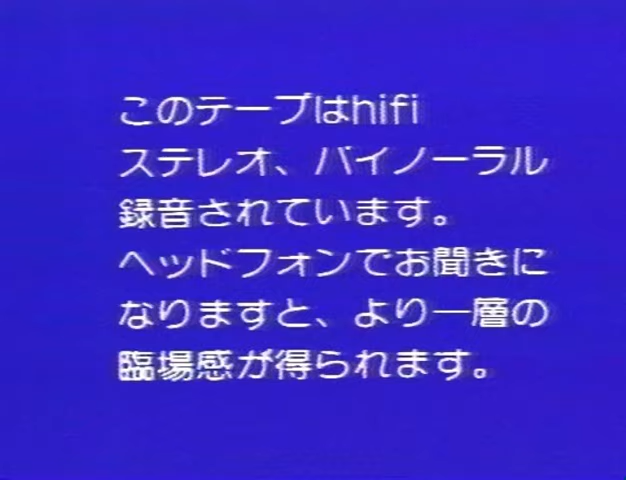 このテープはhifi
ステレオ、バイノーラル
録音されています。
ヘッドフォンでお聞きに
なりますと、より一層の
臨場感が得られます。